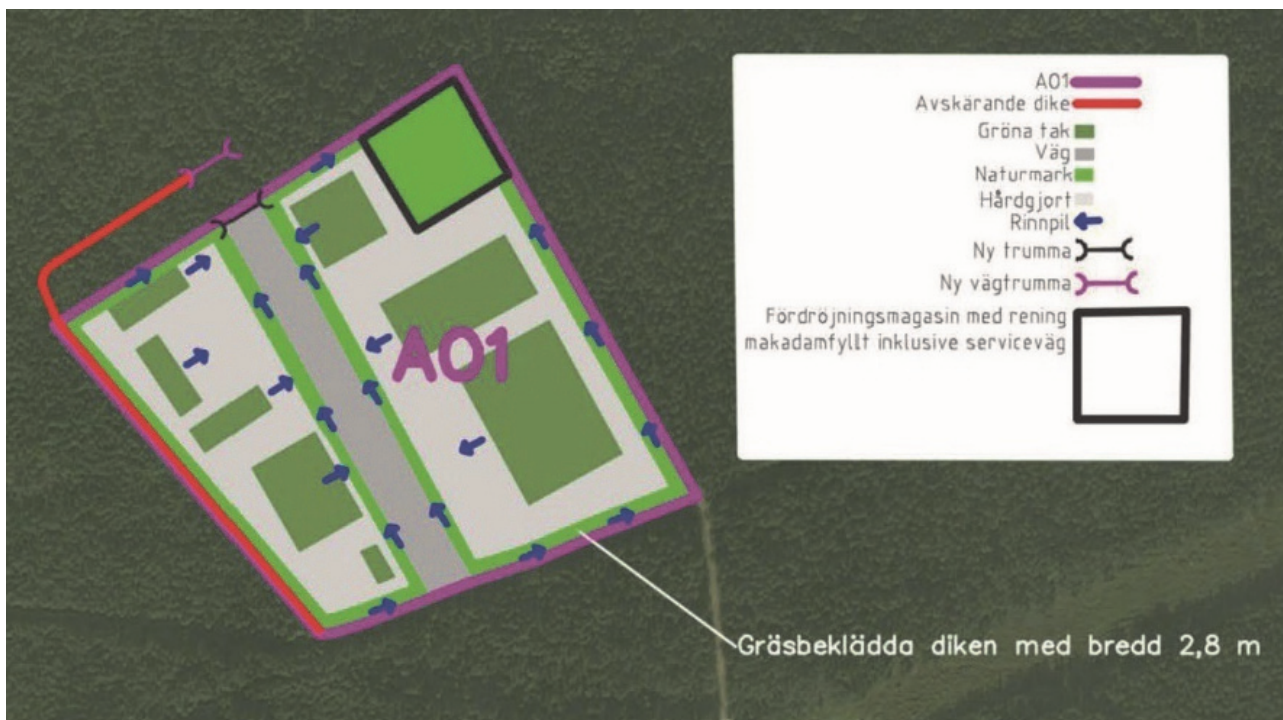 A01
Avskärande dike
Gröna tak
Väg
Naturmark
Hårdgjort
Rinnpil
Ny trumma
Ny vägtrumma
Fördröjningsmagasin med rening
makadamfyllt inklusive serviceväg
A01
Gräsbeklädda diken med bredd 2,8 m